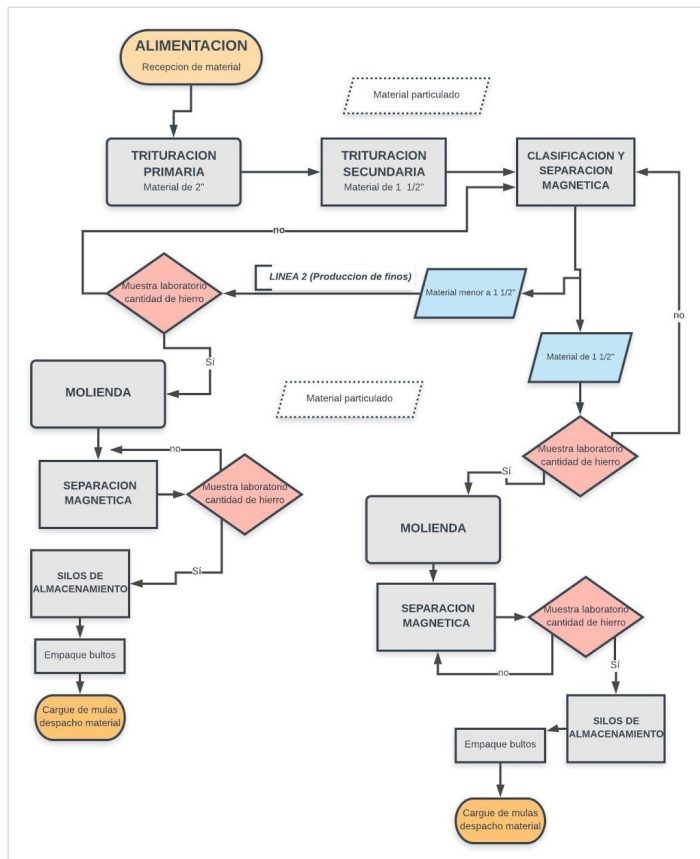 ALIMENTACION
Recepcion de material
Material particulado
TRITURACION
PRIMARIA
Material de 2"
TRITURACION
SECUNDARIA
Material de 1 1/2"
CLASIFICACION Y
SEPARACION
MAGNETICA
no
Muestra laboratorio
cantidad de hierro
LINEA 2 (Produccion de finos)
Material menor a 1 1/2"
no
Material de 1 1/2"
Sí
MOLIENDA
Material particulado
Muestra laboratorio
cantidad de hierro
no
Sí
SEPARACION
MAGNETICA
Muestra laboratorio
cantidad de hierro
MOLIENDA
Sí
SILOS DE
ALMACENAMIENTO
SEPARACION
MAGNETICA
Muestra laboratorio
cantidad de hierro
no
Sí
Empaque bultos
Cargue de mulas
despacho material
SILOS DE
ALMACENAMIENTO
Empaque bultos
Cargue de mulas
despacho material